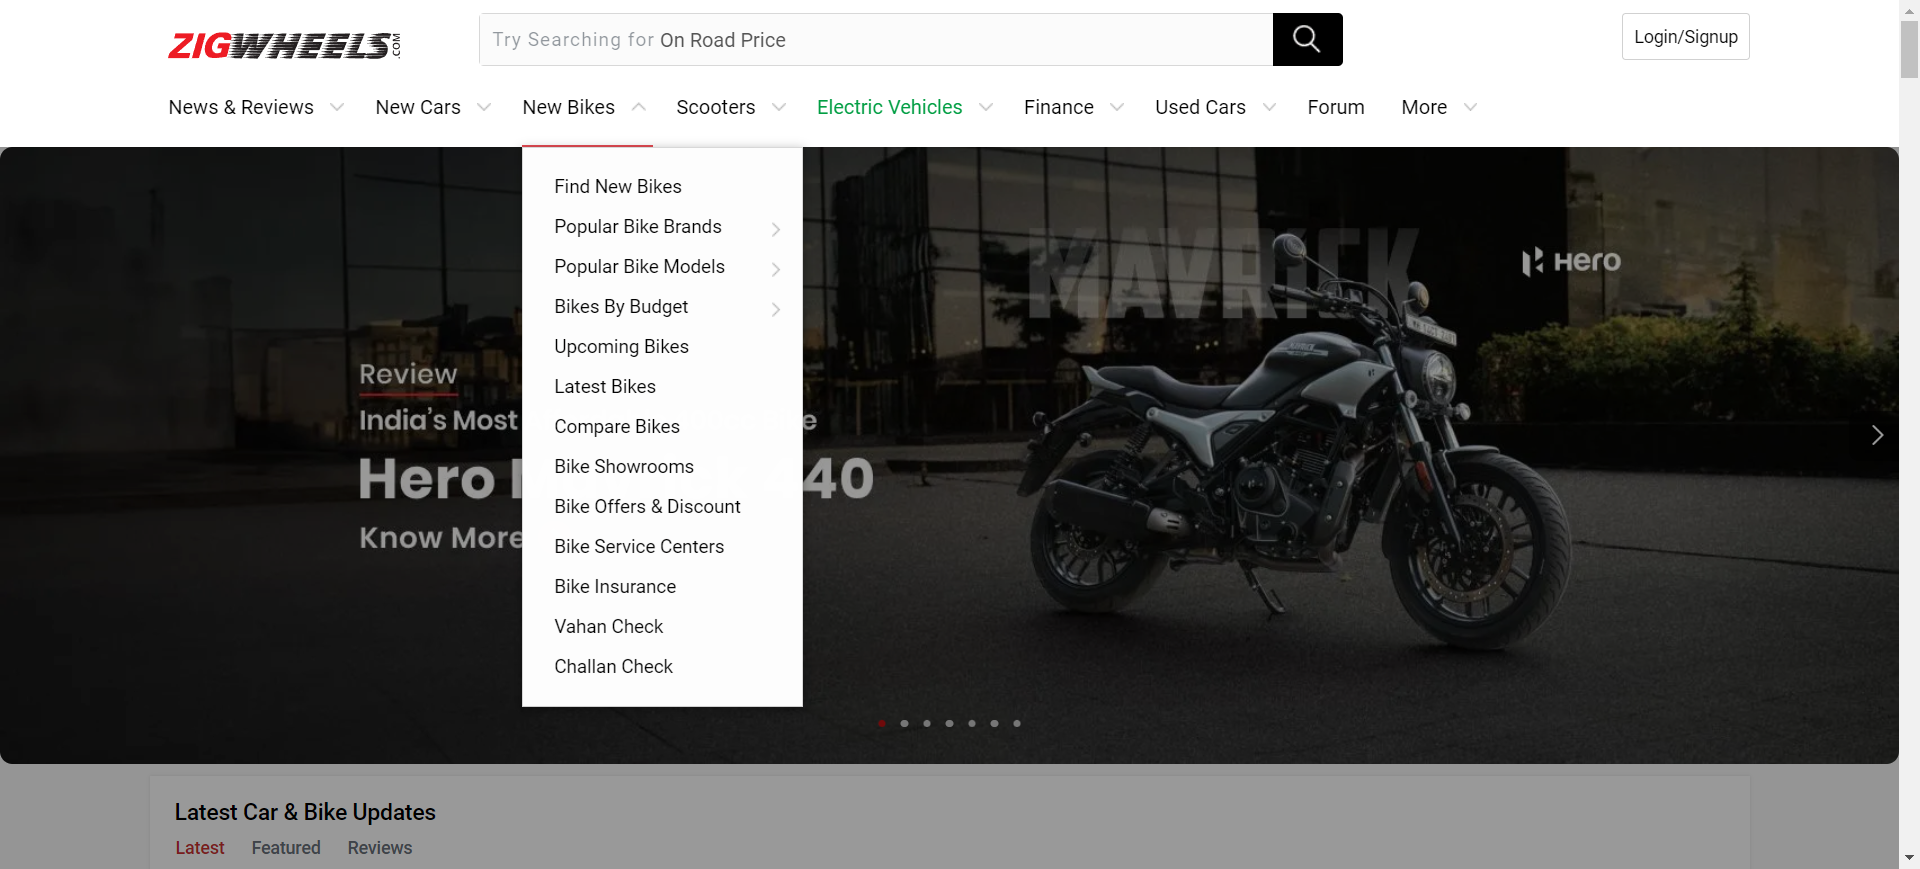 ZIGWHEELS.COM
Try Searching for On Road Price
Login/Signup
News & Reviews
New Cars
New Bikes
Scooters
Electric Vehicles
Finance
Used Cars
Forum
More
Find New Bikes
Popular Bike Brands
Popular Bike Models
Bikes By Budget
Upcoming Bikes
Latest Bikes
Compare Bikes
Bike Showrooms
Bike Offers & Discount
Bike Service Centers
Bike Insurance
Vahan Check
Challan Check
Review
India's Most
Hero
40
Know More
MAVRICK
Hero
Latest Car & Bike Updates
Latest
Featured
Reviews